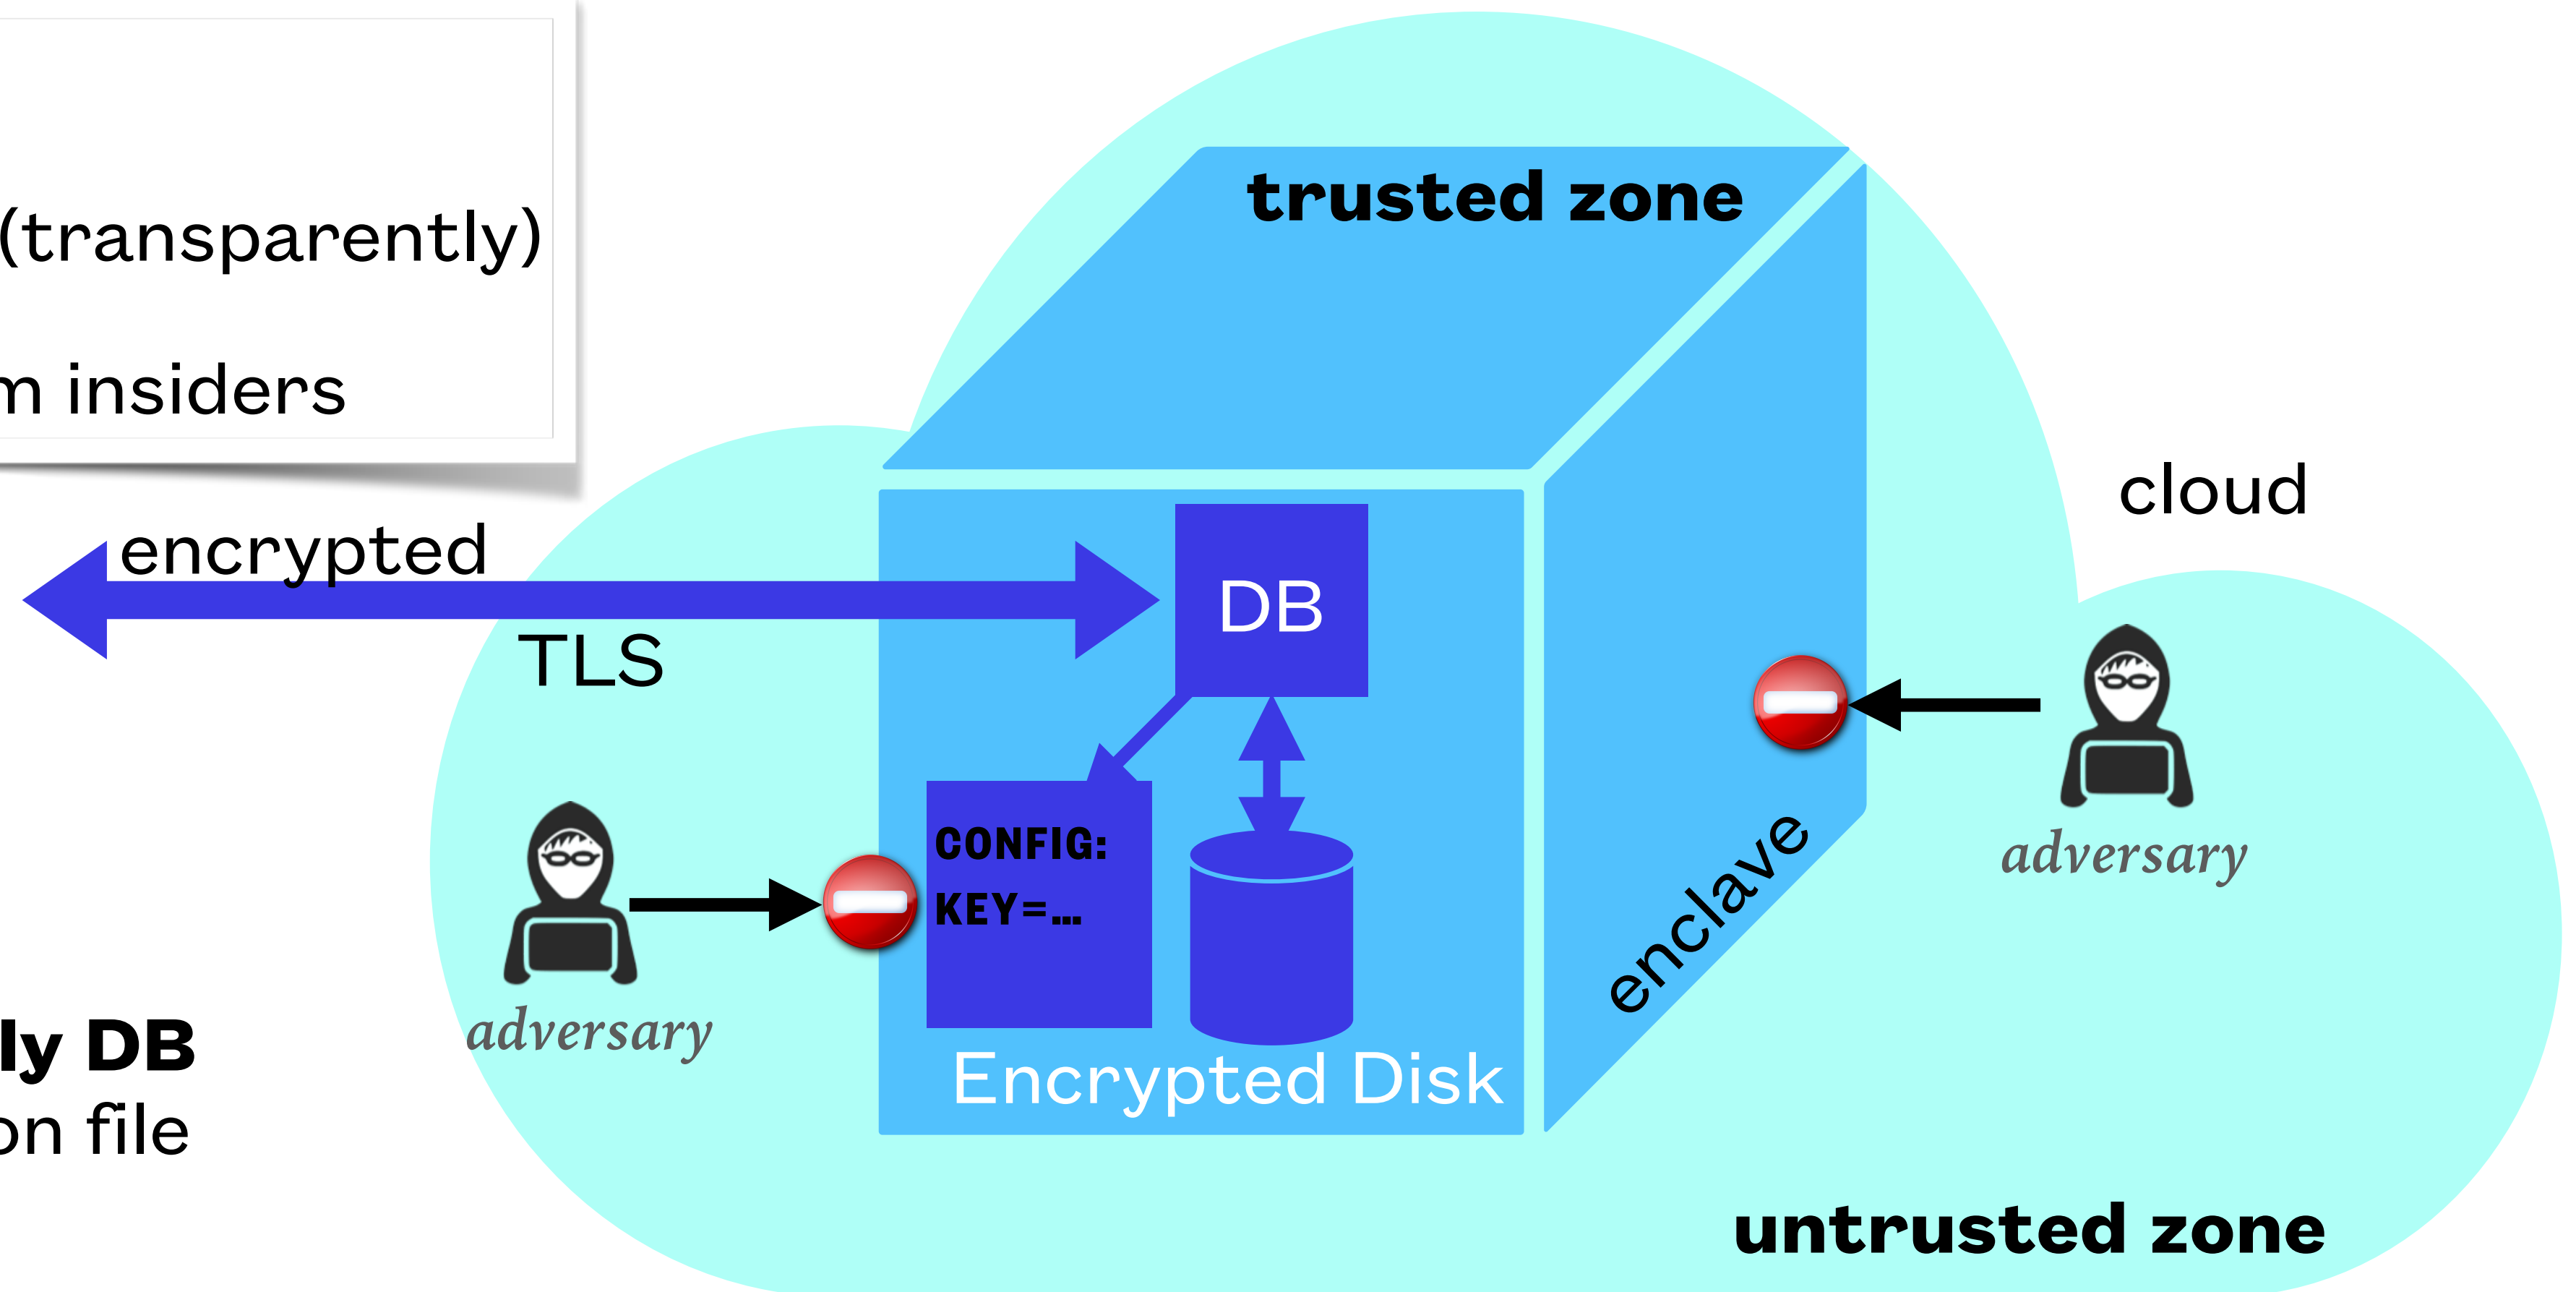 (transparently)
m insiders
trusted zone
cloud
encrypted
TLS
DB
CONFIG:
KEY=...
adversary
enclave
adversary
Encrypted Disk
ly DB
on file
untrusted zone